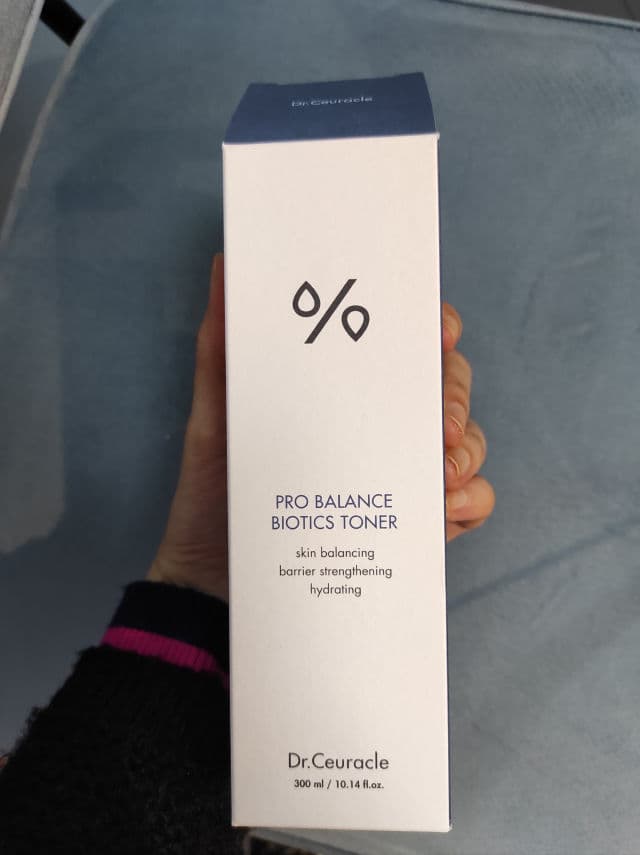 Dr.Ceuracle
%
PRO BALANCE
BIOTICS TONER
skin balancing
barrier strengthening
hydrating
Dr.Ceuracle
300 ml / 10.14 fl.oz.